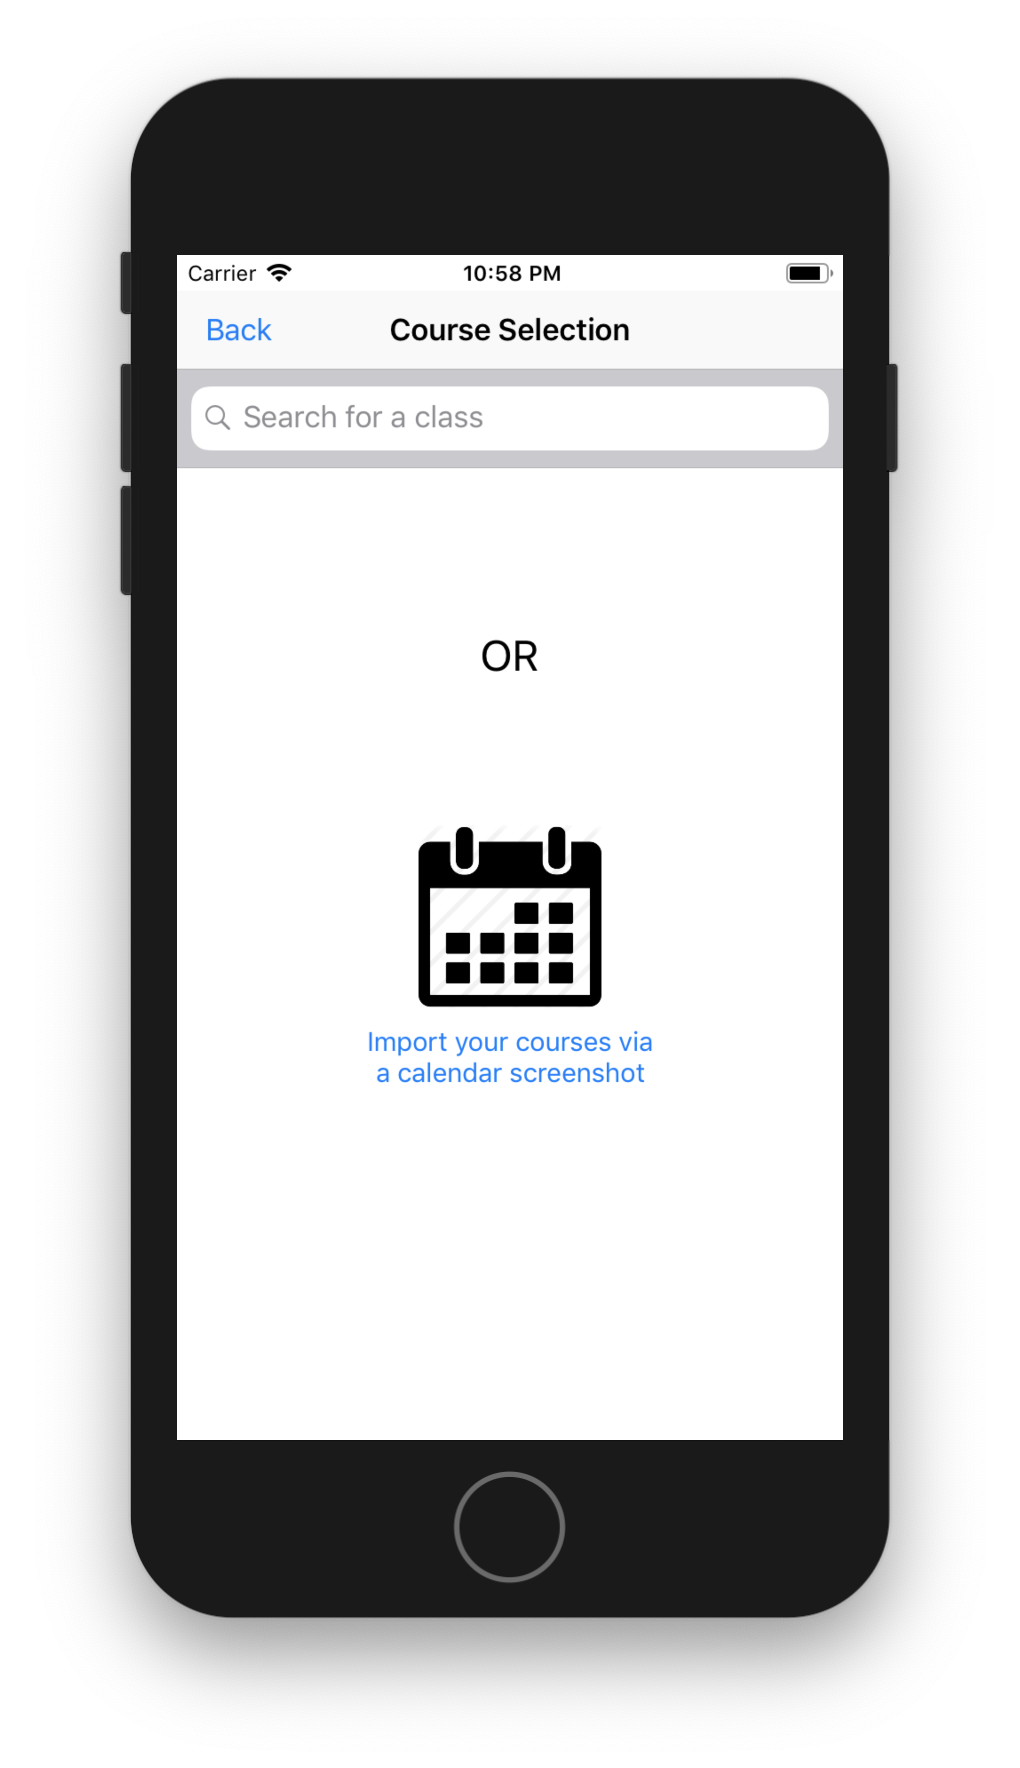 Carrier 10:58 PM
Back Course Selection
Search for a class
OR
Import your courses via
a calendar screenshot